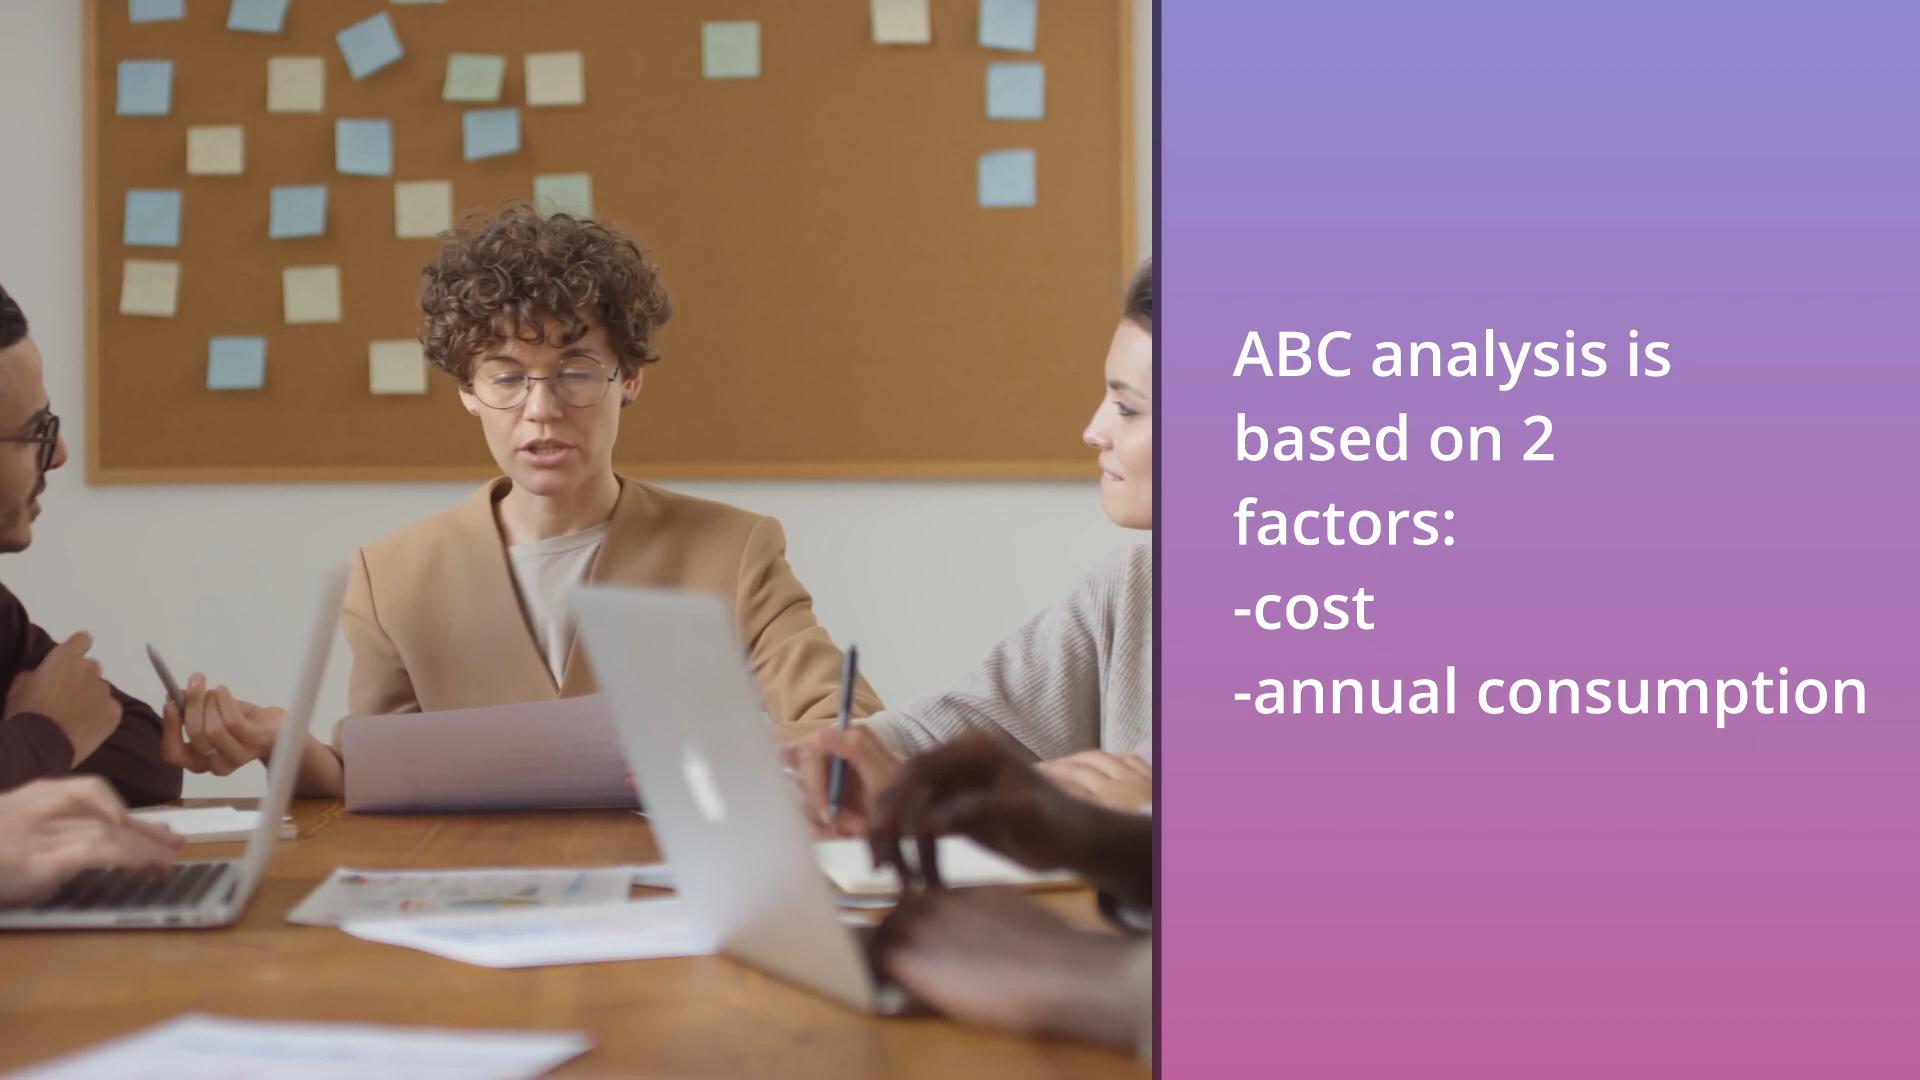 ABC analysis is
based on 2
factors:
-cost
-annual consumption